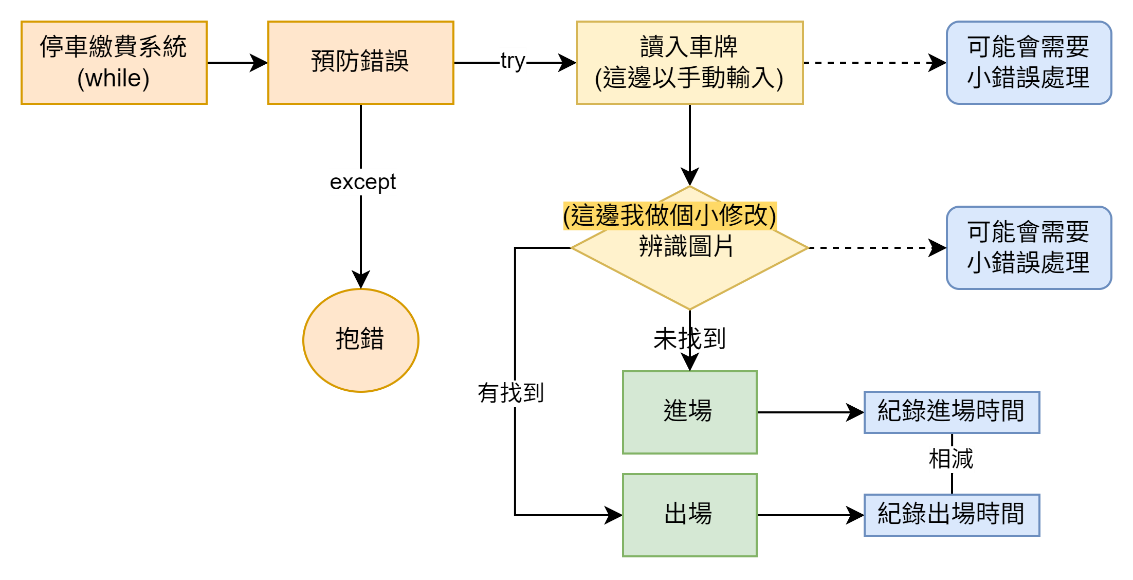 停車繳費系統
(while)
預防錯誤
try
讀入車牌
(這邊以手動輸入)
可能會需要
小錯誤處理
except
(這邊我做個小修改)
辨識圖片
可能會需要
小錯誤處理
抱錯
未找到
有找到
進場
紀錄進場時間
相減
出場
紀錄出場時間